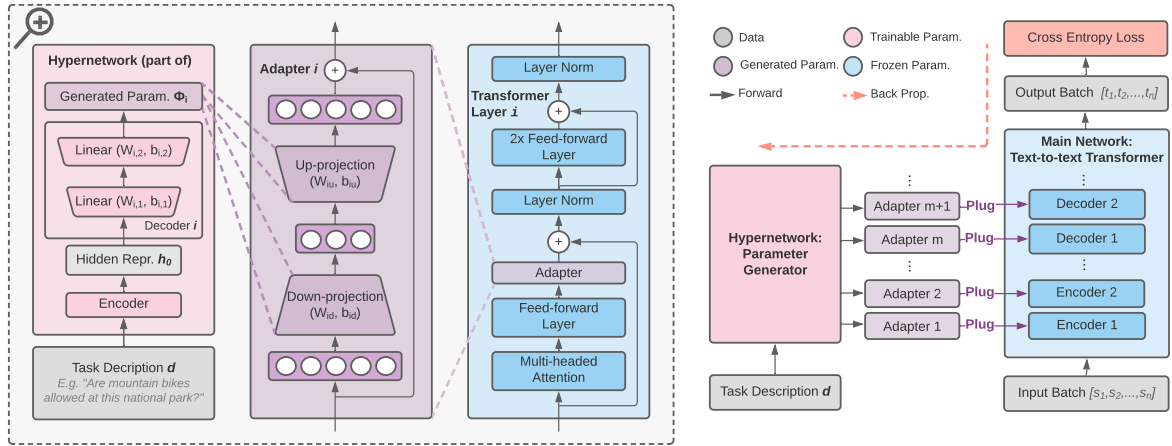 Hypernetwork (part of)
Generated Param. Φi
Linear (Wi,2, bi,2)
Linear (Wi,1, bi,1)
Decoder i
Hidden Repr. h0
Encoder
Task Decription d
E.g. "Are mountain bikes
allowed at this national park?"
Adapter i
+
Up-projection
(Wiu, biu)
Down-projection
(Wid, bid)
Transformer
Layer i
Layer Norm
+
2x Feed-forward
Layer
Layer Norm
+
Adapter
Feed-forward
Layer
Multi-headed
Attention
Data
Trainable Param.
Generated Param.
Frozen Param.
Forward
Back Prop.
Hypernetwork:
Parameter
Generator
Task Description d
⋮
Adapter m+1
Adapter m
⋮
Adapter 2
Adapter 1
Plug
Plug
Plug
Plug
Cross Entropy Loss
Output Batch [t1,t2,...,tn]
Main Network:
Text-to-text Transformer
⋮
Decoder 2
Decoder 1
⋮
Encoder 2
Encoder 1
Input Batch [s1,s2,...,sn]